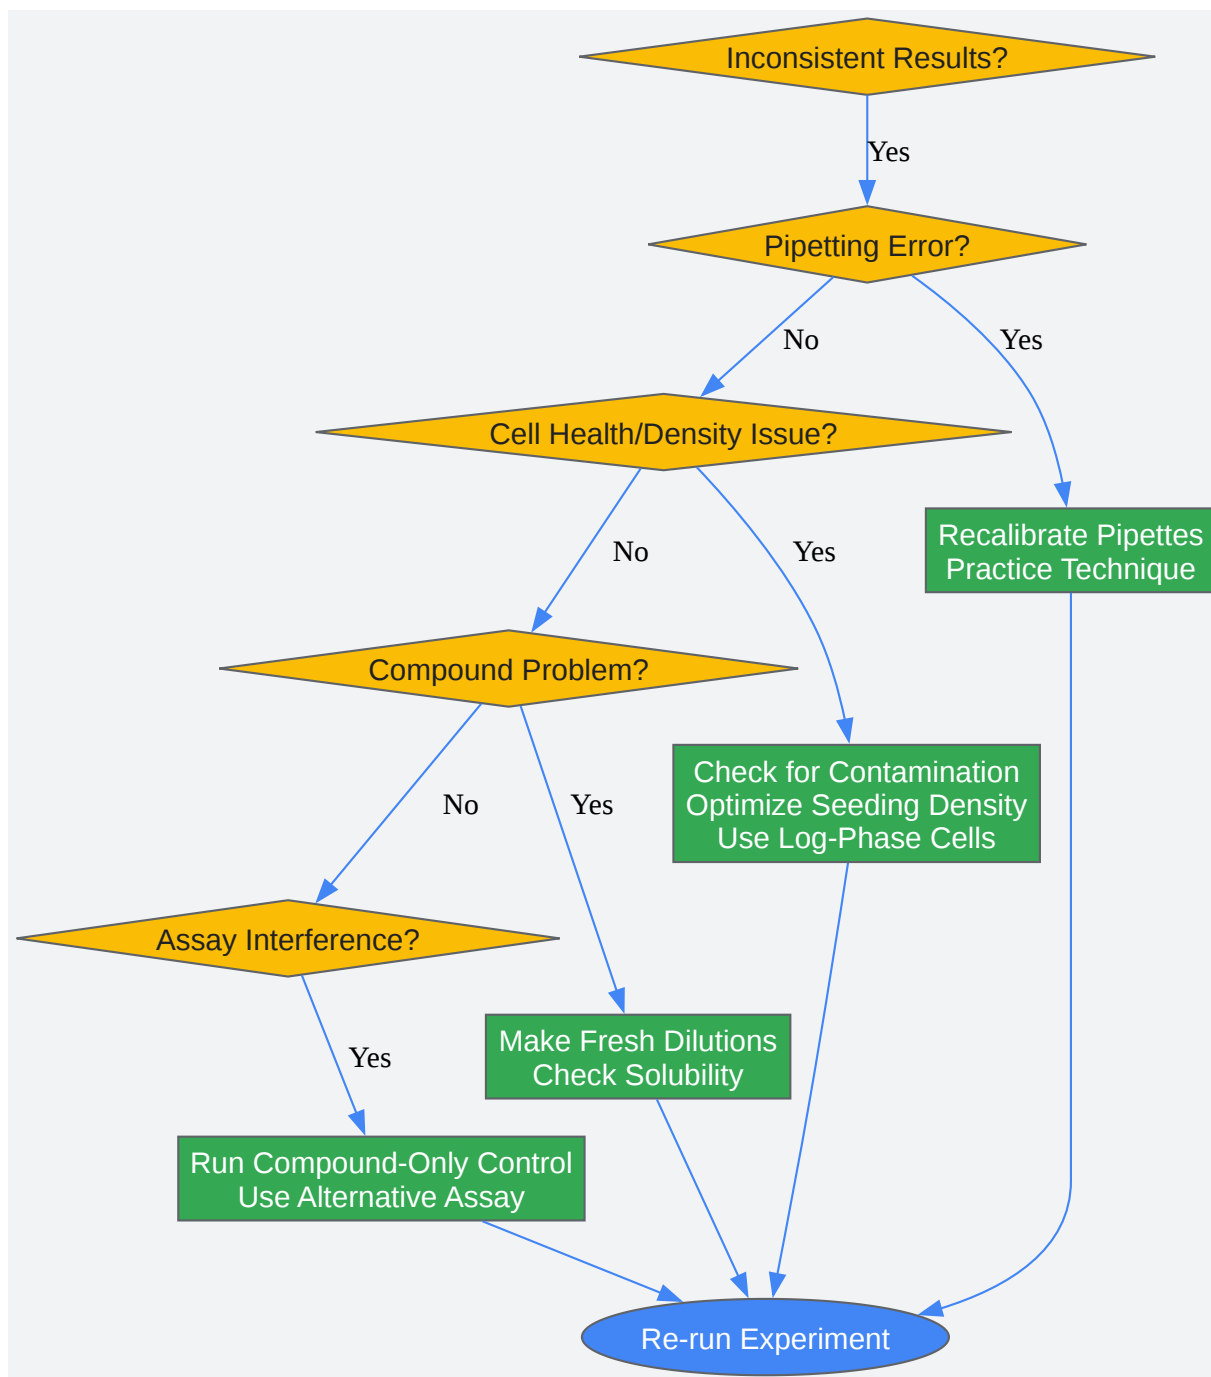 Inconsistent Results?
Yes
Pipetting Error?
No
Yes
Cell Health/Density Issue?
Recalibrate Pipettes
Practice Technique
No
Yes
Compound Problem?
Check for Contamination
Optimize Seeding Density
Use Log-Phase Cells
No
Yes
Assay Interference?
Make Fresh Dilutions
Check Solubility
Yes
Run Compound-Only Control
Use Alternative Assay
Re-run Experiment